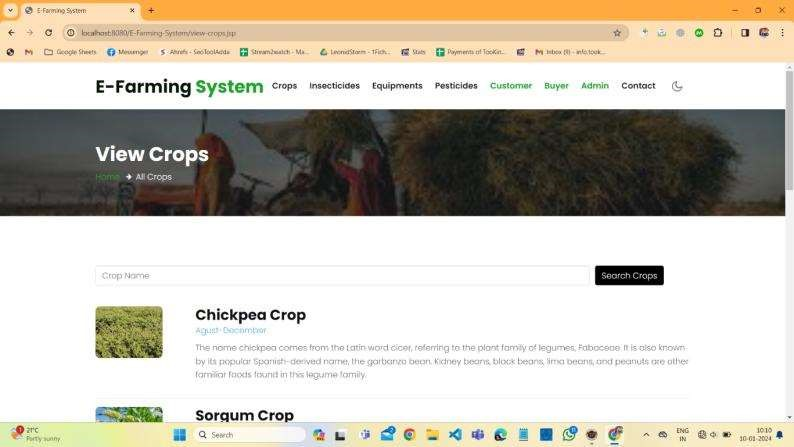 E-Farming System
localhost:8080/E-Farming-System/view-crops.jsp
Google Sheets Messenger Ahrefs - SeoToolAdda Stream2watch - Ma... LeonidStorm - 1Fich... Stats Payments of TooKin... Inbox (9) - info.took...
E-Farming System Crops Insecticides Equipments Pesticides Customer Buyer Admin Contact
View Crops
Home → All Crops
Crop Name Search Crops
Chickpea Crop
Agust-December
The name chickpea comes from the Latin word cicer, referring to the plant family of legumes, Fabaceae. It is also known
by its popular Spanish-derived name, the garbanzo bean. Kidney beans, black beans, lima beans, and peanuts are other
familiar foods found in this legume family.
Sorgum Crop
21°C
Partly sunny
Search
ENG
IN
10:10
10-01-2024